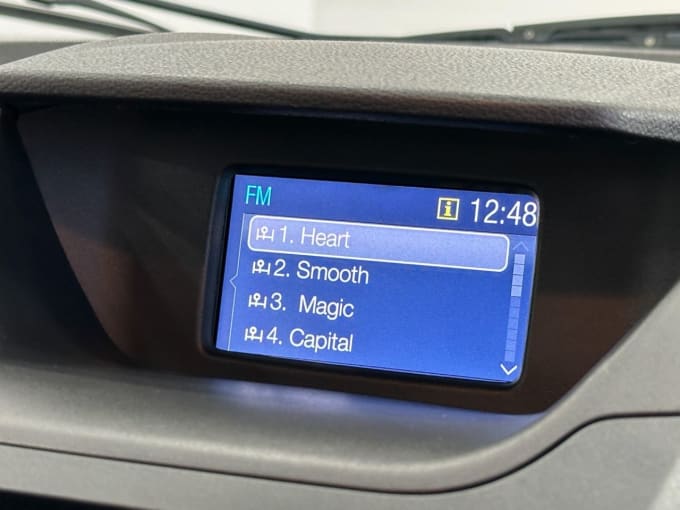 FM
i 12:48
1. Heart
2. Smooth
3. Magic
4. Capital